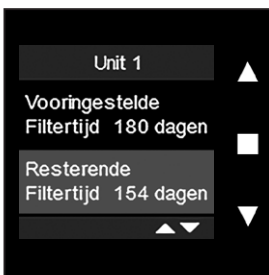 Unit 1
Vooringestelde
Filtertijd 180 dagen
Resterende
Filtertijd 154 dagen